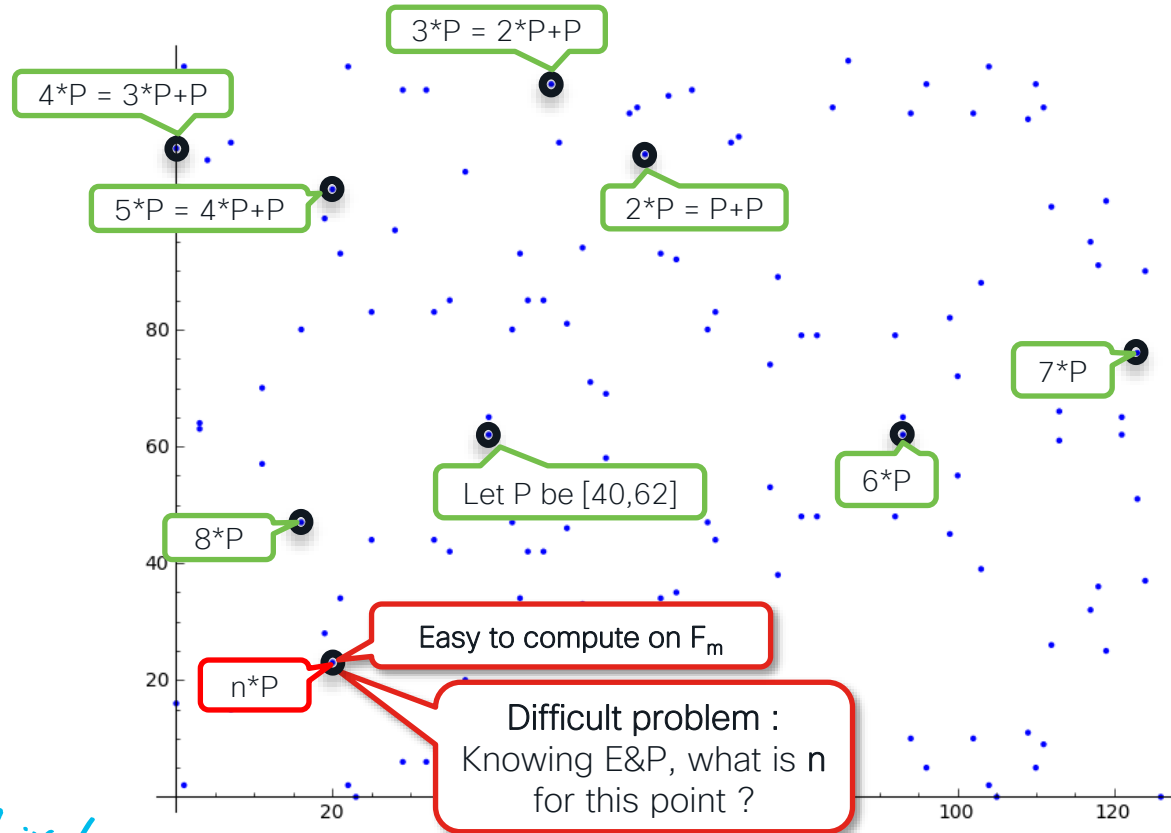 3*P = 2*P+P
4*P = 3*P+P
5*P = 4*P+P
2*P = P+P
80
7*P
60
Let P be [40,62]
6*P
8*P
40
Easy to compute on Fm
20
n*P
Difficult problem :
Knowing E&P, what is n
for this point ?
20
100
120